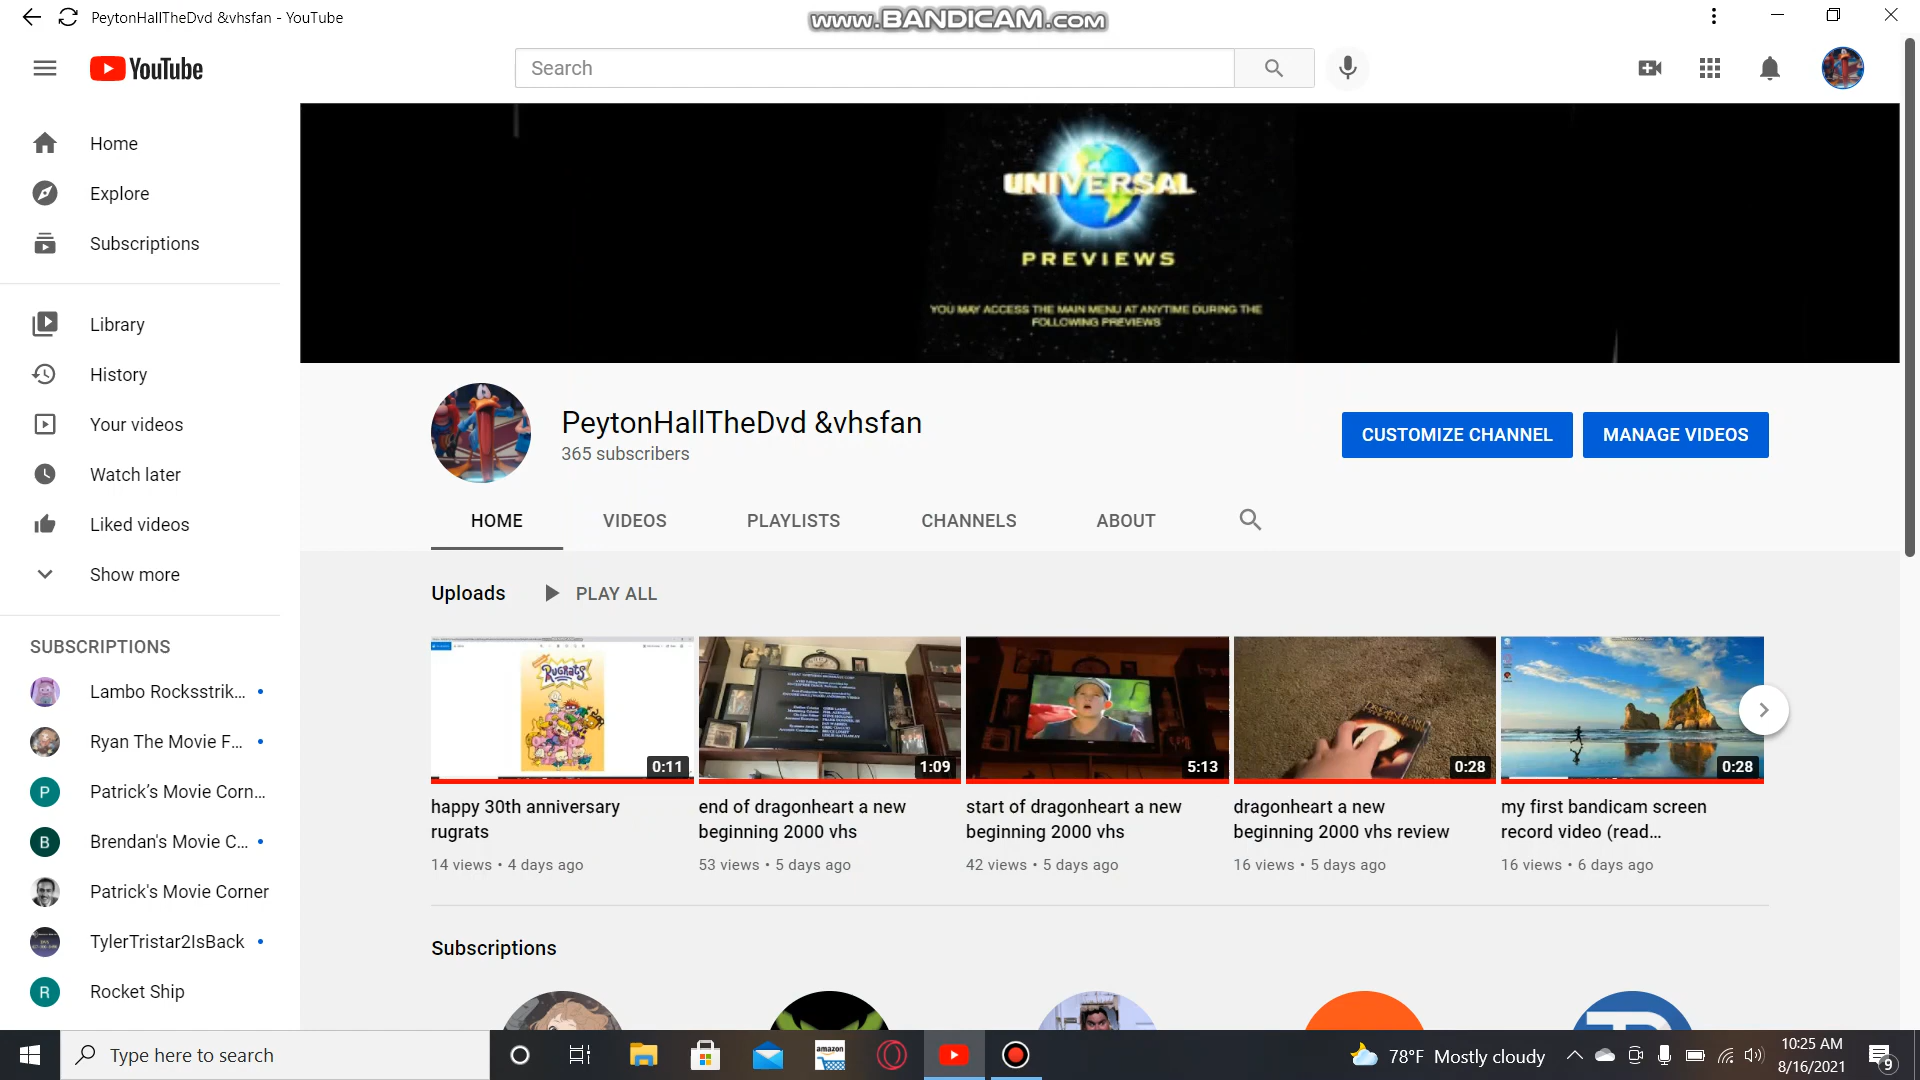 PeytonHallTheDvd &vhsfan - YouTube
www.BANDICAM.com
YouTube
Search
Home
Explore
Subscriptions
Library
History
Your videos
Watch later
Liked videos
Show more
SUBSCRIPTIONS
Lambo Rocksstrik...
Ryan The Movie F...
P
Patrick's Movie Corn...
B
Brendan's Movie C...
Patrick's Movie Corner
TylerTristar2IsBack
R
Rocket Ship
UNIVERSAL
PREVIEWS
YOU MAY ACCESS THE MAIN MENU AT ANYTIME DURING THE
FOLLOWING PREVIEWS
PeytonHallTheDvd &vhsfan
365 subscribers
CUSTOMIZE CHANNEL
MANAGE VIDEOS
HOME
VIDEOS
PLAYLISTS
CHANNELS
ABOUT
Uploads
PLAY ALL
RUGRATS
0:11
1:09
5:13
0:28
0:28
happy 30th anniversary
rugrats
14 views • 4 days ago
end of dragonheart a new
beginning 2000 vhs
53 views • 5 days ago
start of dragonheart a new
beginning 2000 vhs
42 views • 5 days ago
dragonheart a new
beginning 2000 vhs review
16 views • 5 days ago
my first bandicam screen
record video (read...
16 views • 6 days ago
Subscriptions
Type here to search
amazon
78°F Mostly cloudy
10:25 AM
8/16/2021
9